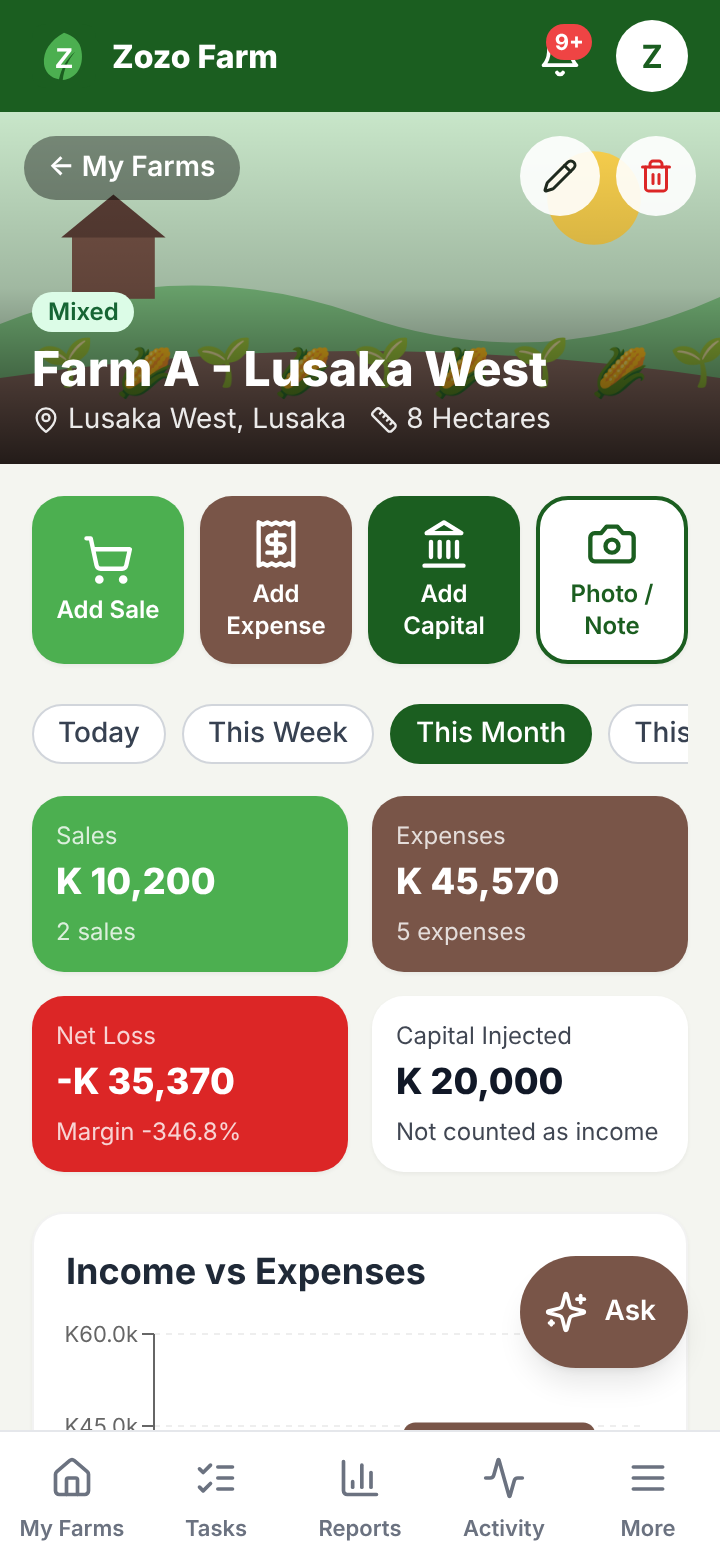 Z Zozo Farm 9+ Z
← My Farms
Mixed
Farm A - Lusaka West
Lusaka West, Lusaka 8 Hectares
Add Sale
Add
Expense
Add
Capital
Photo /
Note
Today This Week This Month This
Sales
K 10,200
2 sales
Expenses
K 45,570
5 expenses
Net Loss
-K 35,370
Margin -346.8%
Capital Injected
K 20,000
Not counted as income
Income vs Expenses
Ask
K60.0k
K45.0k
My Farms Tasks Reports Activity More